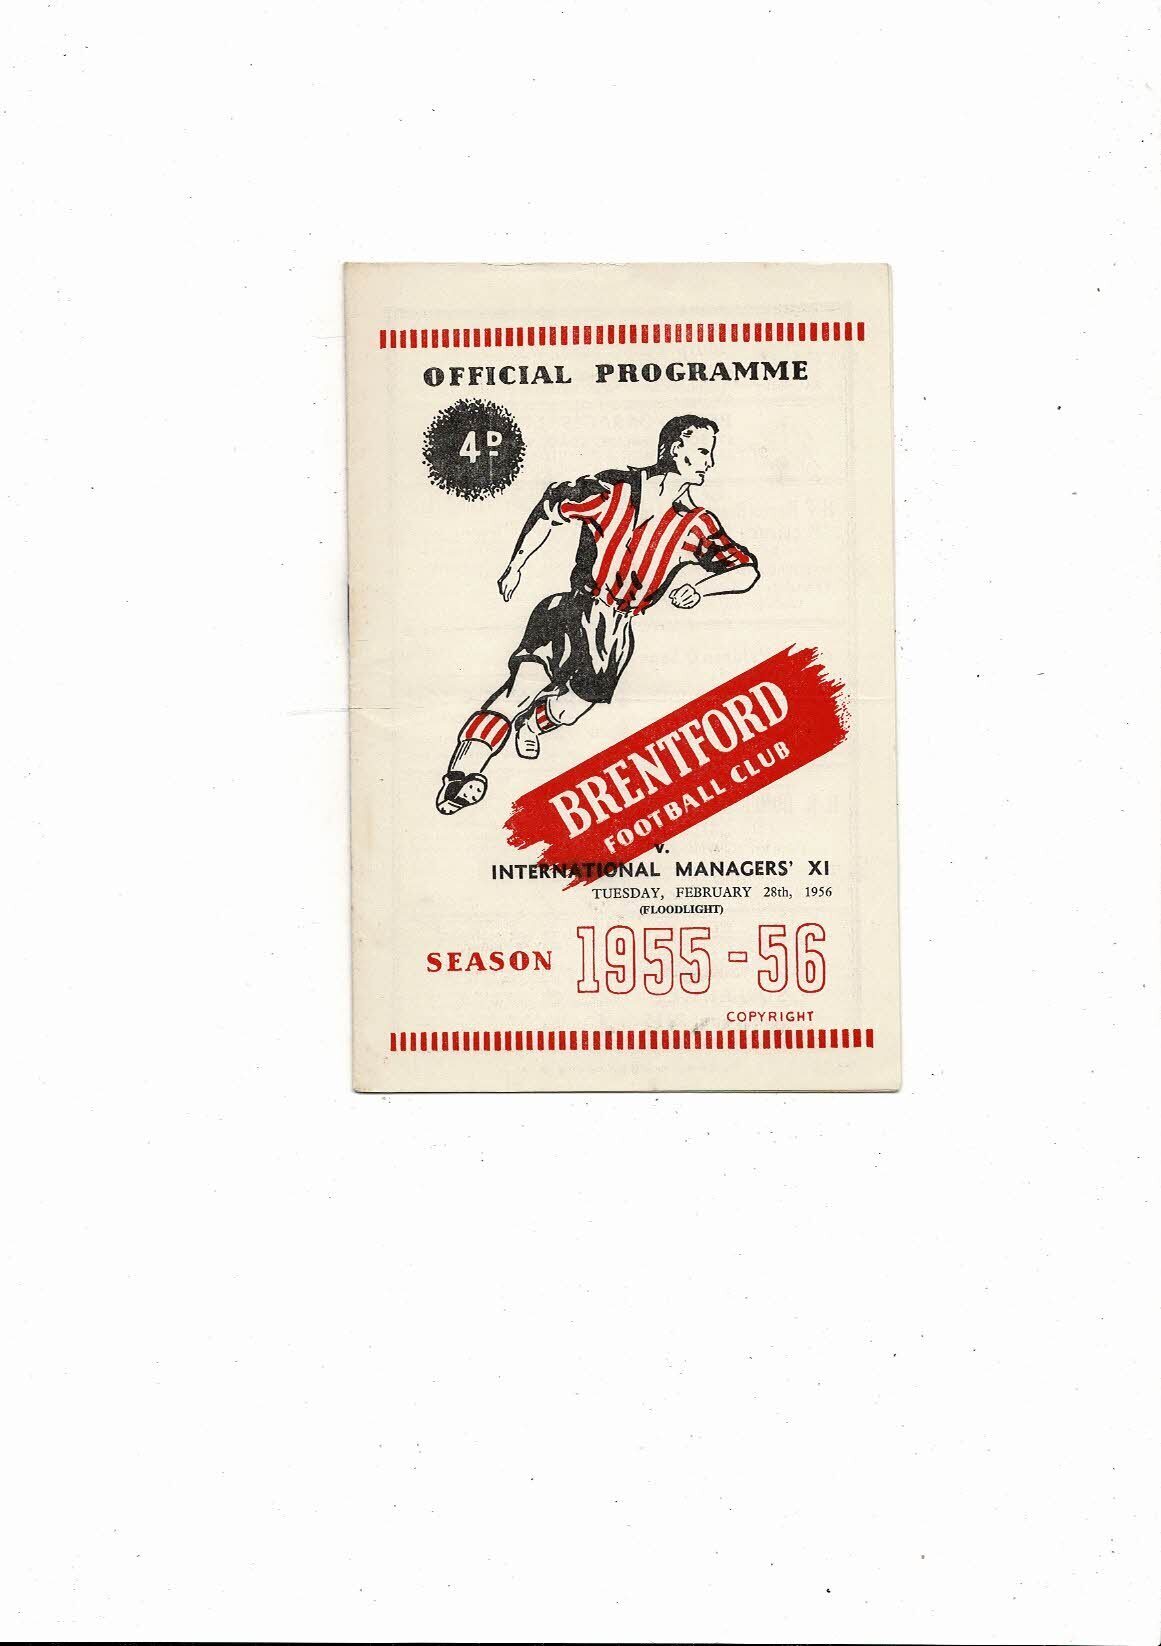 OFFICIAL PROGRAMME
4D
BRENTFORD
FOOTBALL CLUB
v.
INTERNATIONAL MANAGERS' XI
TUESDAY, FEBRUARY 28th, 1956
(FLOODLIGHT)
SEASON 1955-56
COPYRIGHT